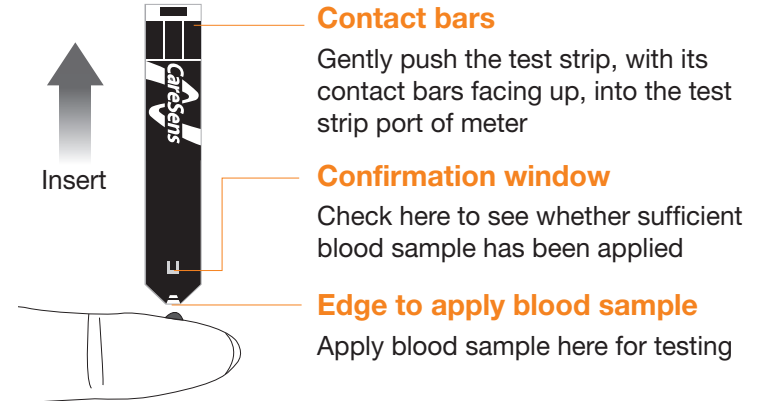 Contact bars
Gently push the test strip, with its
contact bars facing up, into the test
strip port of meter
Insert
CareSens
N
Confirmation window
Check here to see whether sufficient
blood sample has been applied
Edge to apply blood sample
Apply blood sample here for testing